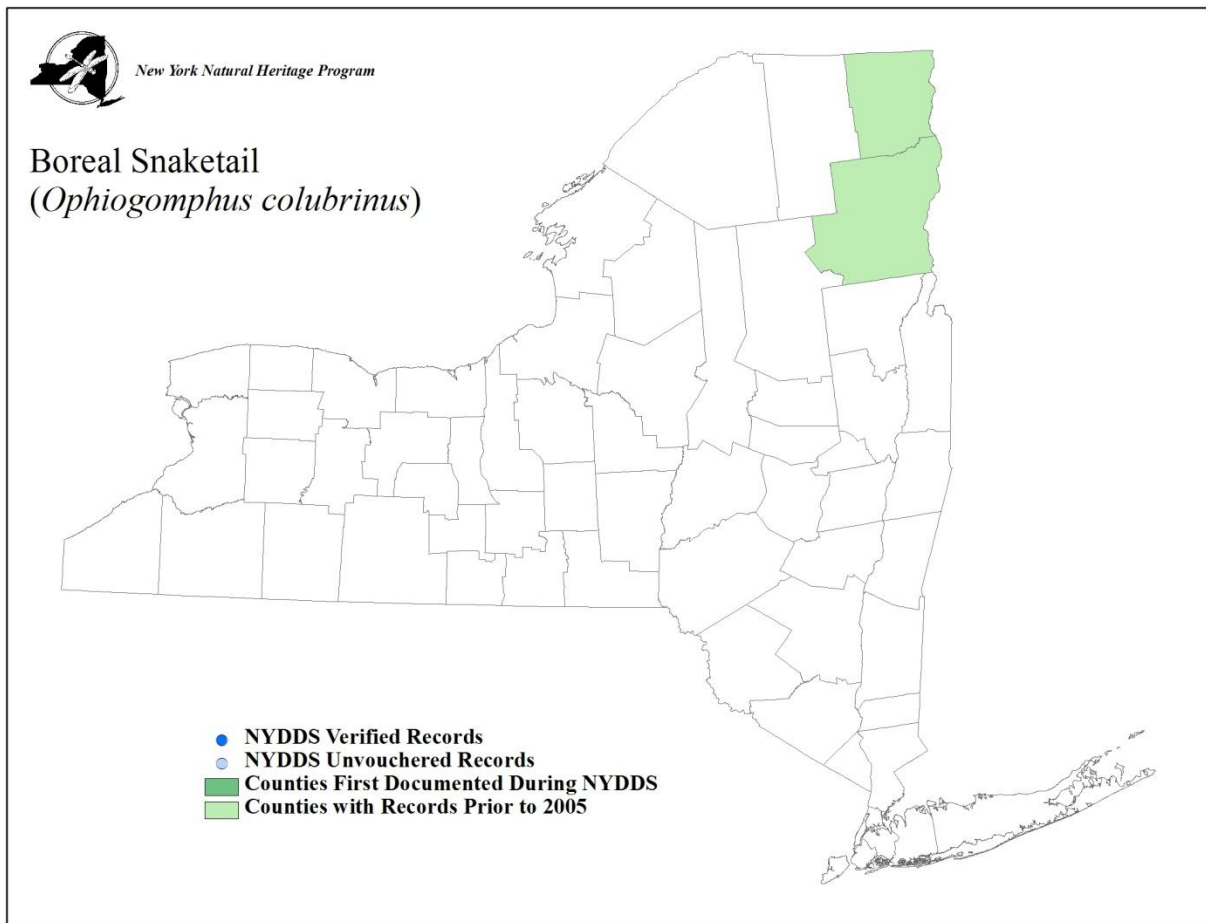 New York Natural Heritage Program
Boreal Snaketail
(Ophiogomphus colubrinus)
NYDDS Verified Records
NYDDS Unvouchered Records
Counties First Documented During NYDDS
Counties with Records Prior to 2005